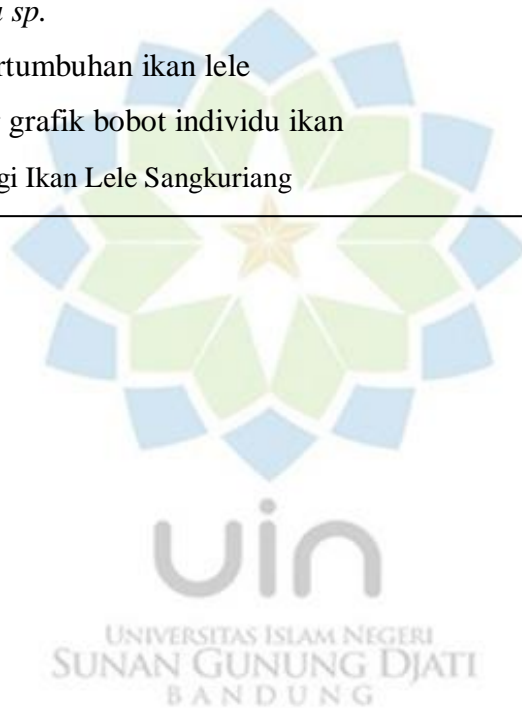 sp.
rtumbuhan ikan lele
grafik bobot individu ikan
gi Ikan Lele Sangkuriang
uin
UNIVERSITAS ISLAM NEGERI
SUNAN GUNUNG DJATI
BANDUNG